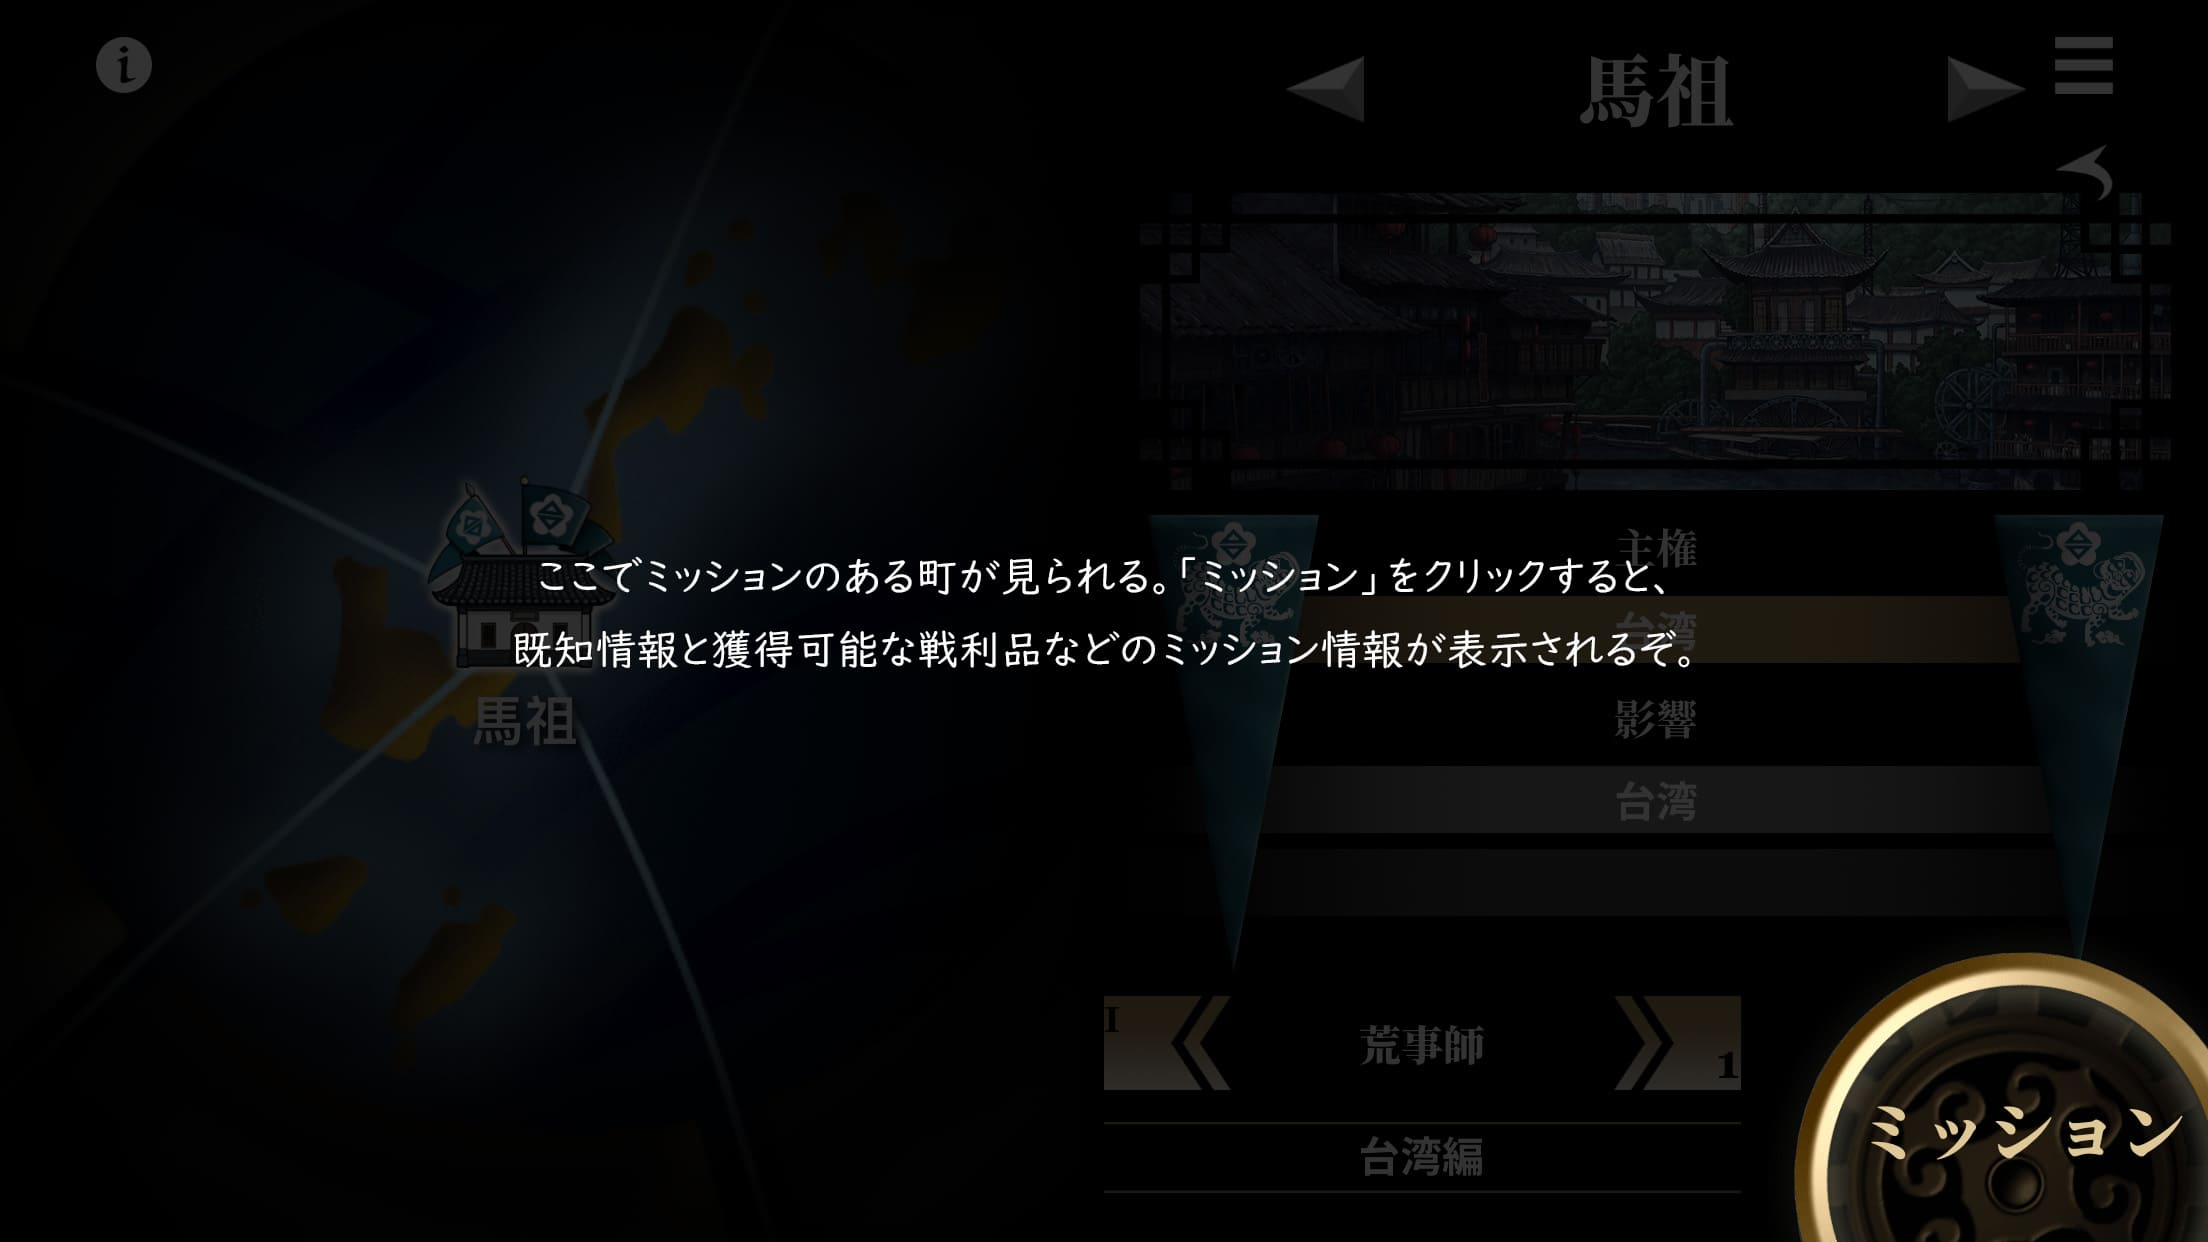 馬祖
主権
ここでミッションのある町が見られる。「ミッション」をクリックすると、
台湾
既知情報と獲得可能な戦利品などのミッション情報が表示されるぞ。
馬祖
影響
台湾
I
荒事師
1
ミッション
台湾編